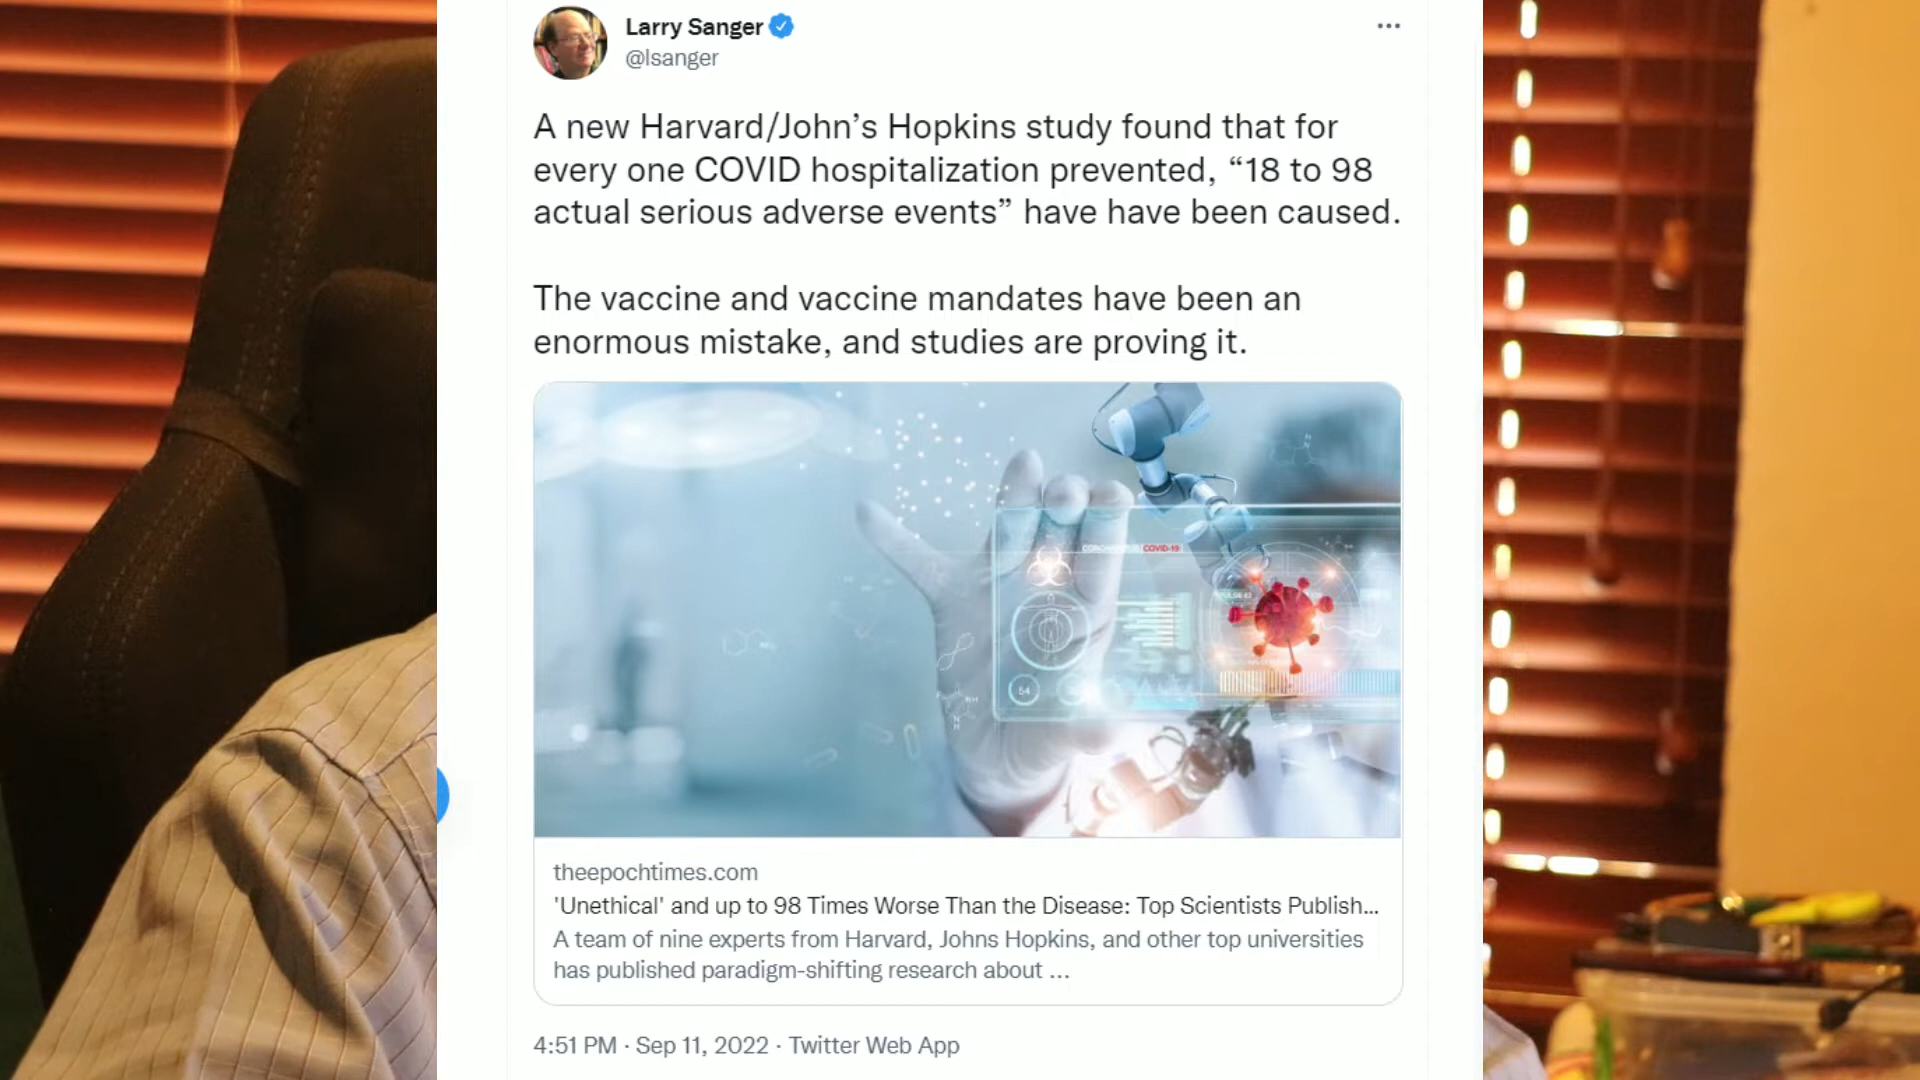 Larry Sanger
@lsanger
A new Harvard/John’s Hopkins study found that for
every one COVID hospitalization prevented, “18 to 98
actual serious adverse events” have have been caused.
The vaccine and vaccine mandates have been an
enormous mistake, and studies are proving it.
COVID-19
54
theepochtimes.com
'Unethical' and up to 98 Times Worse Than the Disease: Top Scientists Publish...
A team of nine experts from Harvard, Johns Hopkins, and other top universities
has published paradigm-shifting research about ...
4:51 PM · Sep 11, 2022 · Twitter Web App